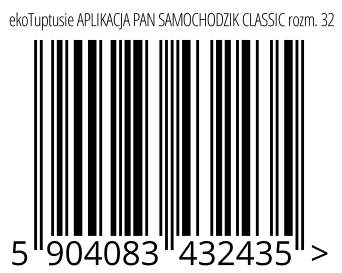 ekoTuptusie APLIKACJA PAN SAMOCHODZIK CLASSIC rozm. 32
5 904083 432435 >